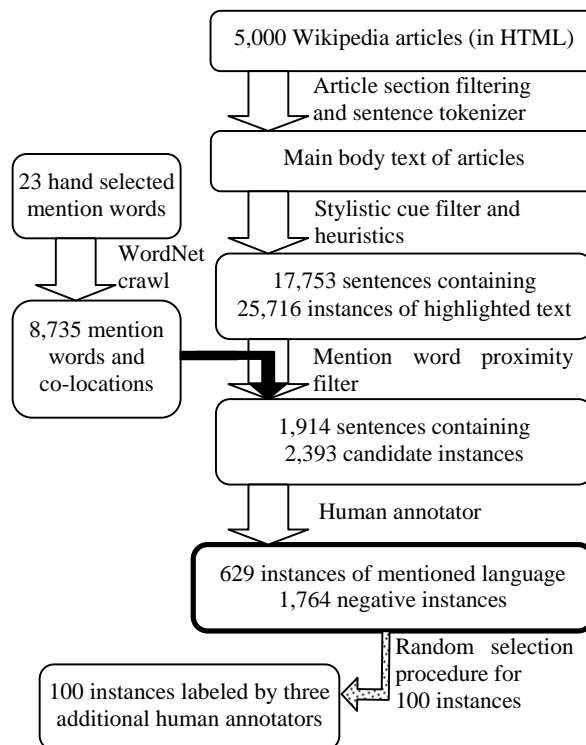 5,000 Wikipedia articles (in HTML)
Article section filtering
and sentence tokenizer
Main body text of articles
23 hand selected
mention words
Stylistic cue filter and
heuristics
WordNet
crawl
17,753 sentences containing
25,716 instances of highlighted text
8,735 mention
words and
co-locations
Mention word proximity
filter
1,914 sentences containing
2,393 candidate instances
Human annotator
629 instances of mentioned language
1,764 negative instances
Random selection
procedure for
100 instances
100 instances labeled by three
additional human annotators